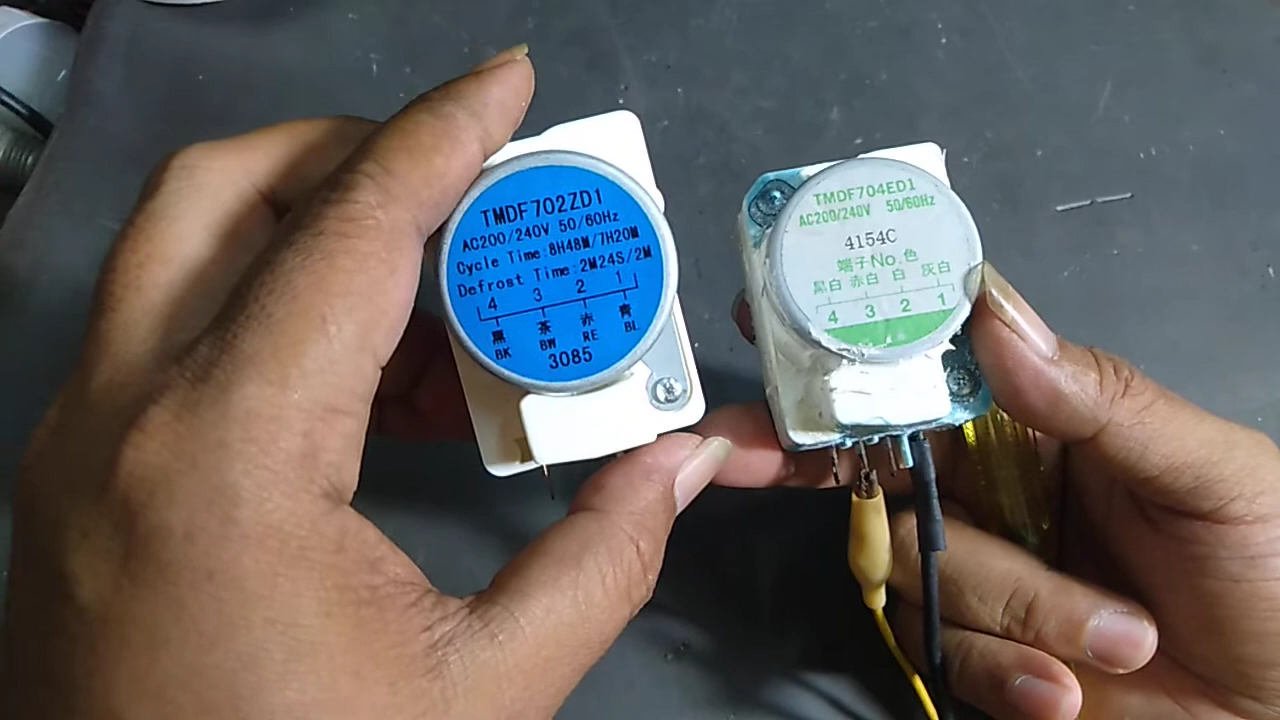 TMDF702ZD1
AC200/240V 50/60Hz
Cycle Time:8H48M/7H20M
Defrost Time:2M24S/2M
4 3 2 1
黒 茶 赤 青
BK BW RE BL
3085
TMDF704ED1
AC200/240V 50/60Hz
4154C
端子No.色
黒白 赤白 白 灰白
4 3 2 1